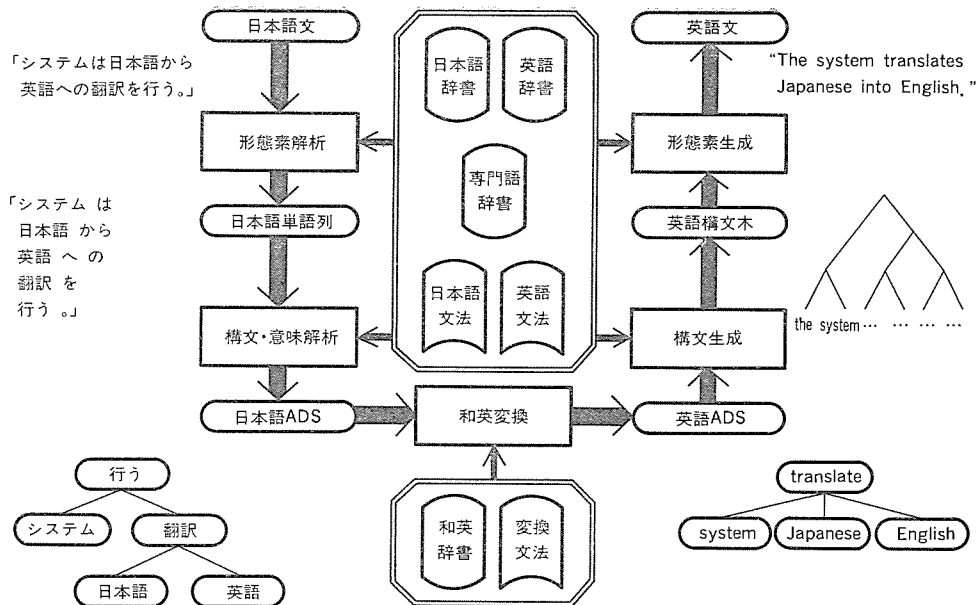 日本語文
「システムは日本語から
英語への翻訳を行う。」
形態素解析
日本語単語列
「システム は
日本語 から
英語 へ の
翻訳 を
行う 。」
構文・意味解析
日本語ADS
日本語
辞書
英語
辞書
専門語
辞書
日本語
文法
英語
文法
和英変換
和英
辞書
変換
文法
英語文
“The system translates
Japanese into English.”
形態素生成
英語構文木
the system… … … …
構文生成
英語ADS
行う
システム
翻訳
日本語
英語
translate
system
Japanese
English